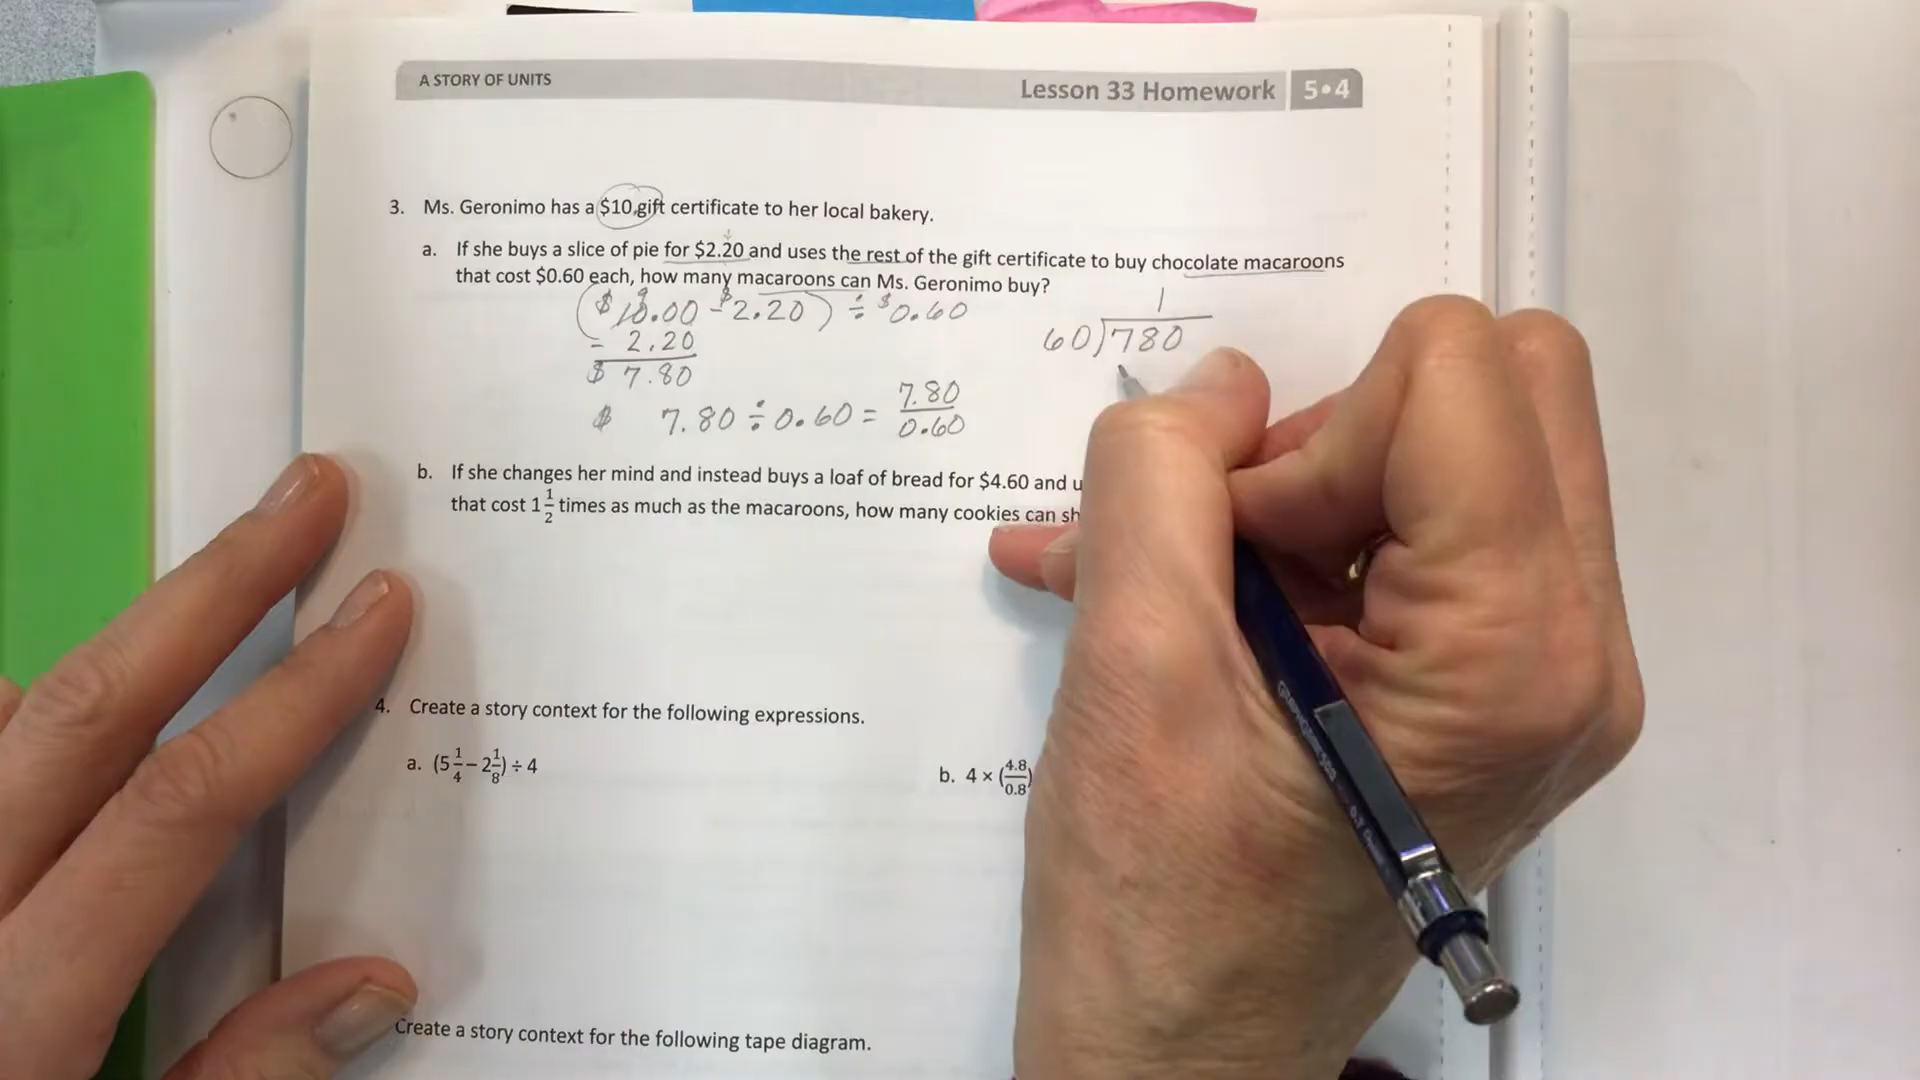 A STORY OF UNITS
Lesson 33 Homework 5•4
3. Ms. Geronimo has a $10 gift certificate to her local bakery.
a. If she buys a slice of pie for $2.20 and uses the rest of the gift certificate to buy chocolate macaroons
that cost $0.60 each, how many macaroons can Ms. Geronimo buy?
($10.00 - $2.20) ÷ $0.60
- 2.20
$ 7.80
1
60)780
$ 7.80 ÷ 0.60 = 7.80/0.60
b. If she changes her mind and instead buys a loaf of bread for $4.60 and
that cost 1 1/2 times as much as the macaroons, how many cookies can
4. Create a story context for the following expressions.
a. (5 1/4 − 2 1/8) ÷ 4
b. 4 × (4.8/0.8)
Create a story context for the following tape diagram.